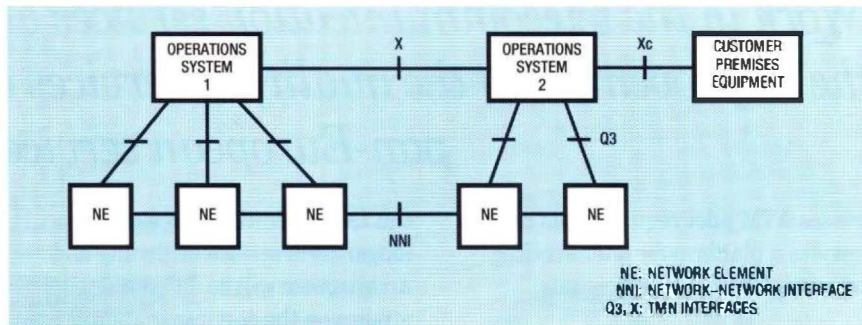 OPERATIONS
SYSTEM
1
X
OPERATIONS
SYSTEM
2
Xc
CUSTOMER
PREMISES
EQUIPMENT
Q3
NE
NE
NE
NE
NE
NNI
NE: NETWORK ELEMENT
NNI: NETWORK–NETWORK INTERFACE
Q3, X: TMN INTERFACES